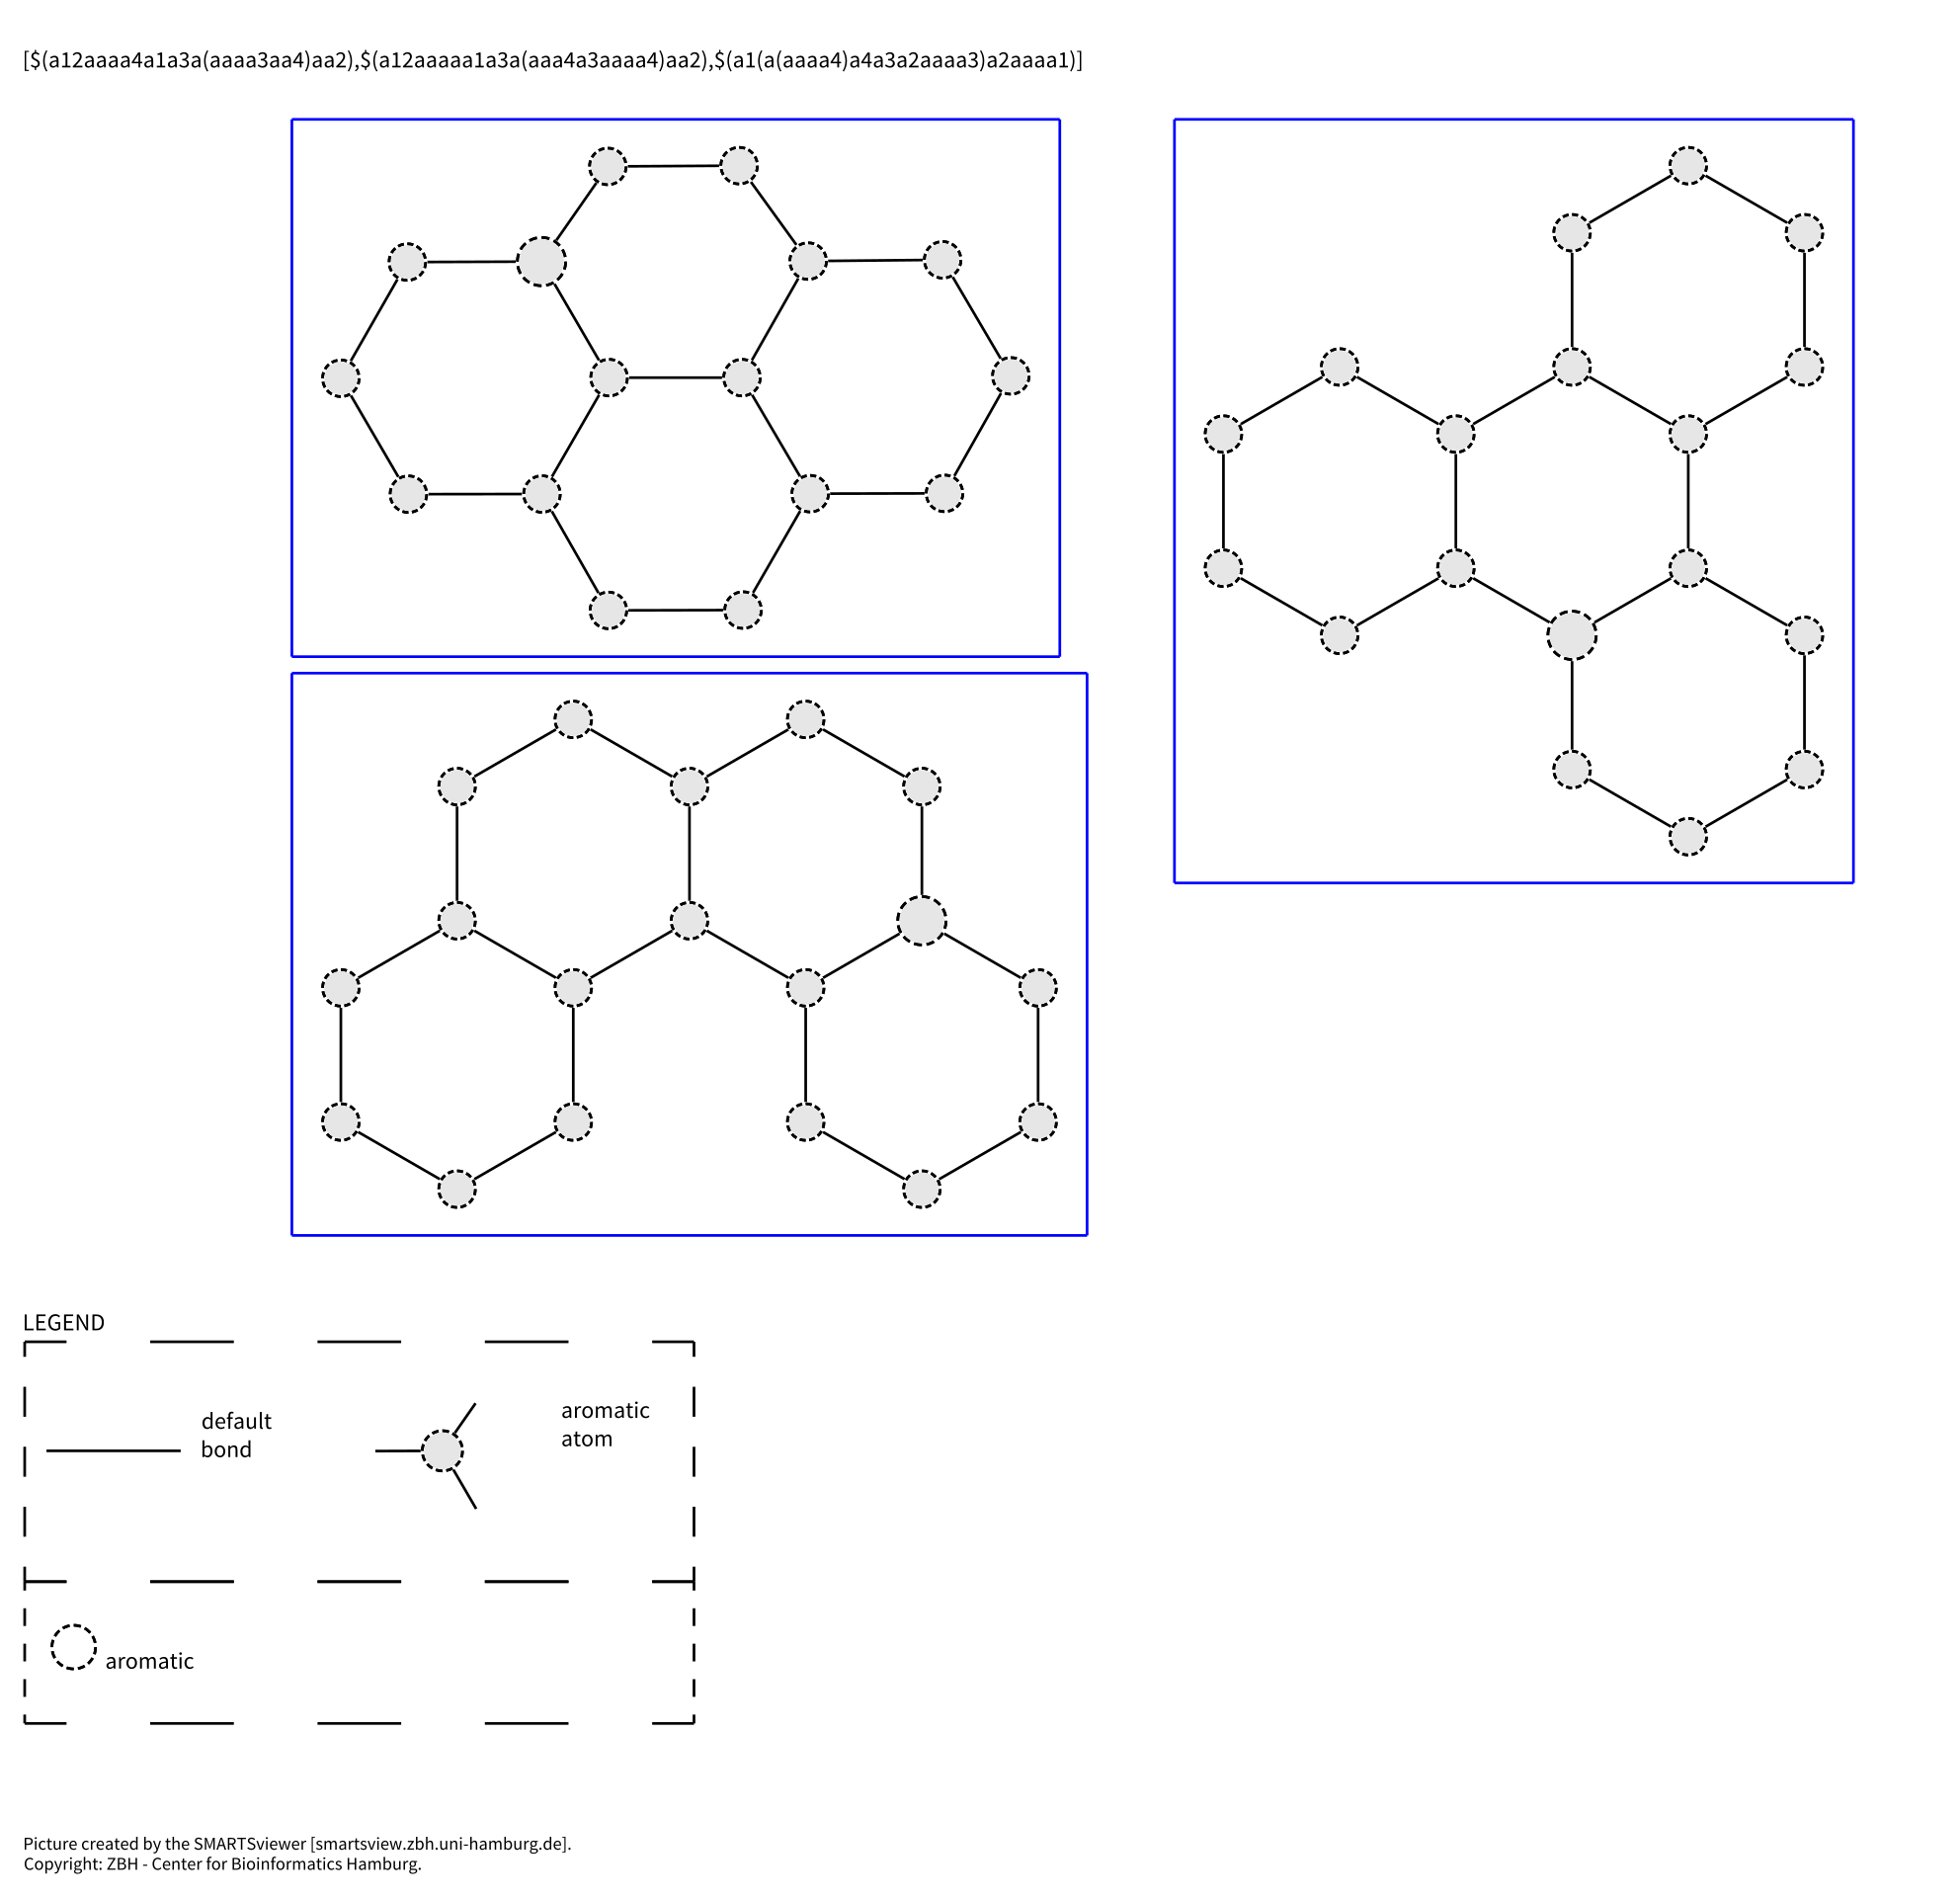 [$(a12aaaa4a1a3a(aaaa3aa4)aa2),$(a12aaaaa1a3a(aaa4a3aaaa4)aa2),$(a1(a(aaaa4)a4a3a2aaaa3)a2aaaa1)]
LEGEND
default
bond
aromatic
atom
aromatic
Picture created by the SMARTSviewer [smartsview.zbh.uni-hamburg.de].
Copyright: ZBH - Center for Bioinformatics Hamburg.